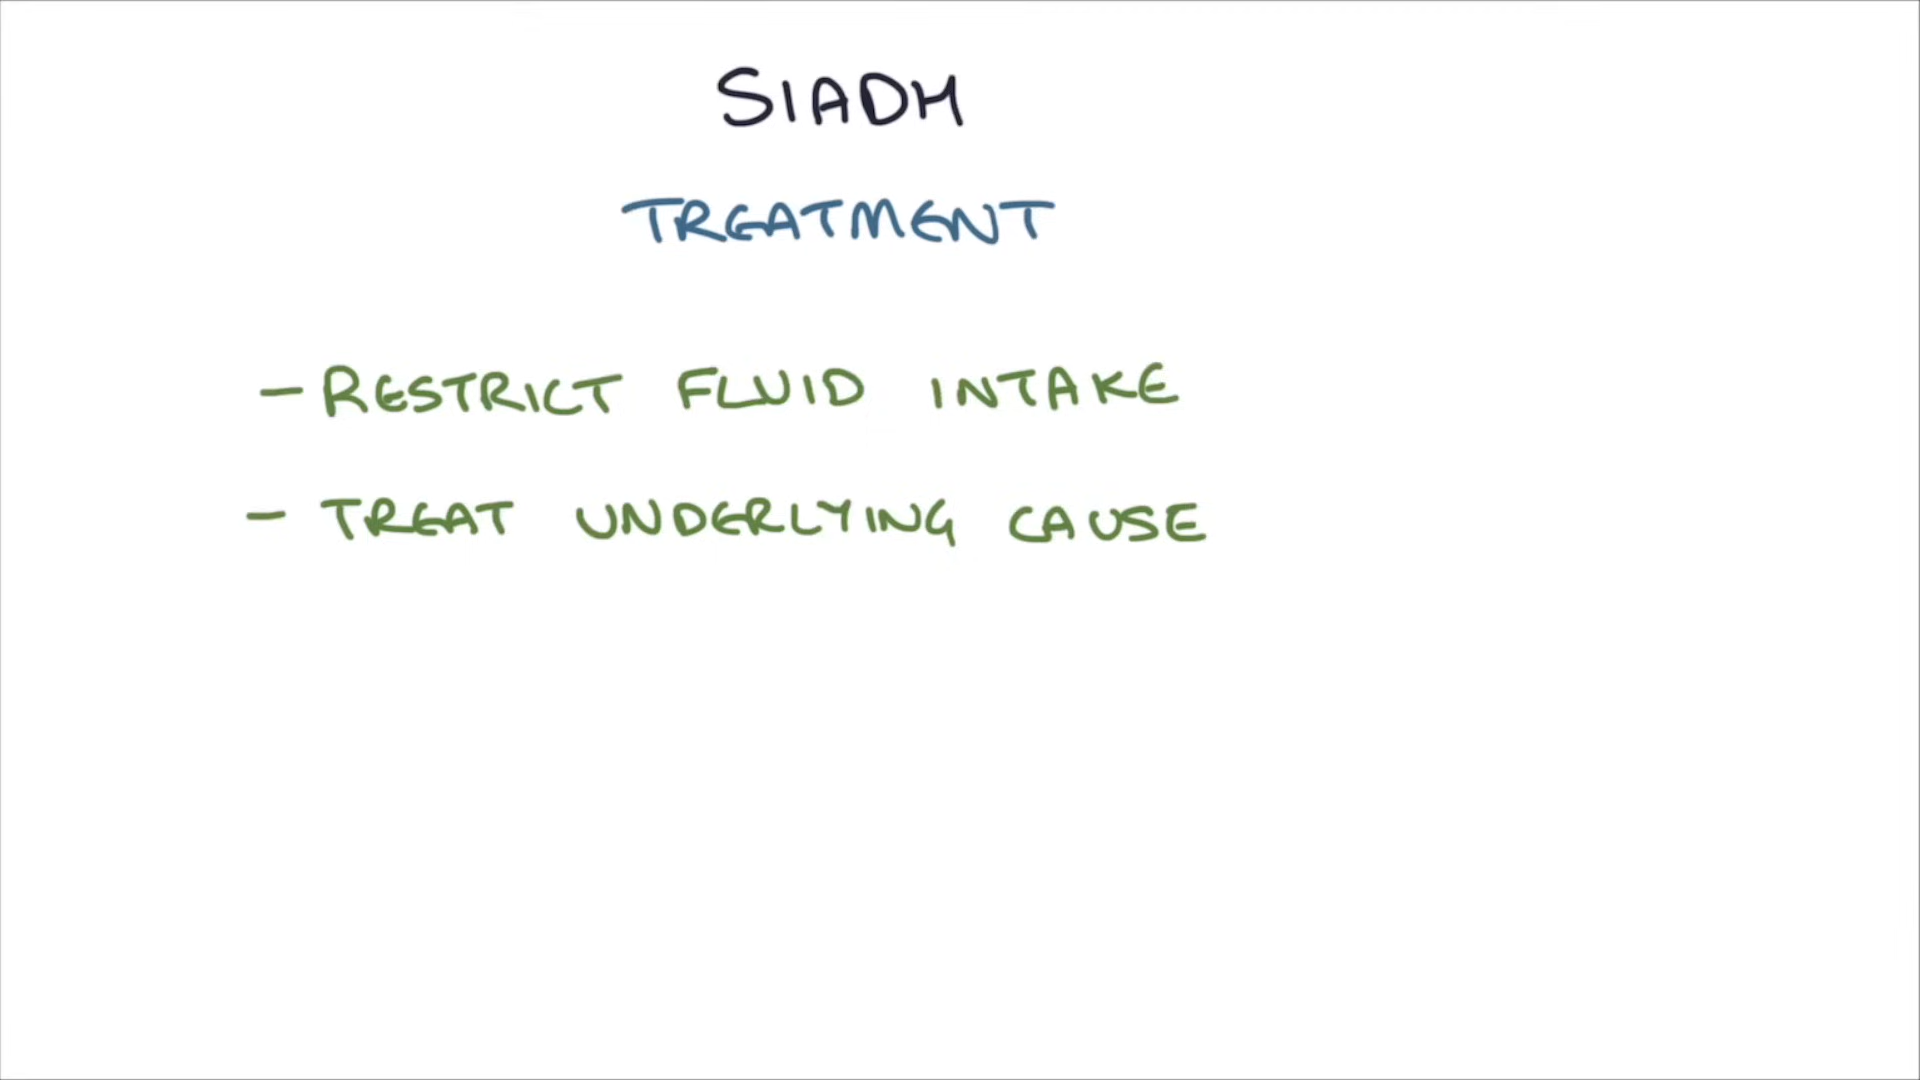 SIADH
TREATMENT
- RESTRICT FLUID INTAKE
- TREAT UNDERLYING CAUSE